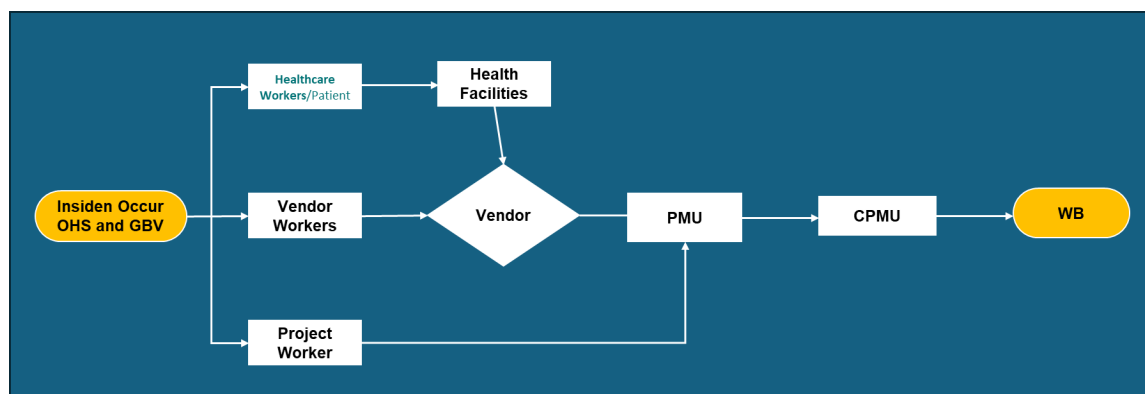 Healthcare
Workers/Patient
Health
Facilities
Insiden Occur
OHS and GBV
Vendor
Workers
Vendor
PMU
CPMU
WB
Project
Worker